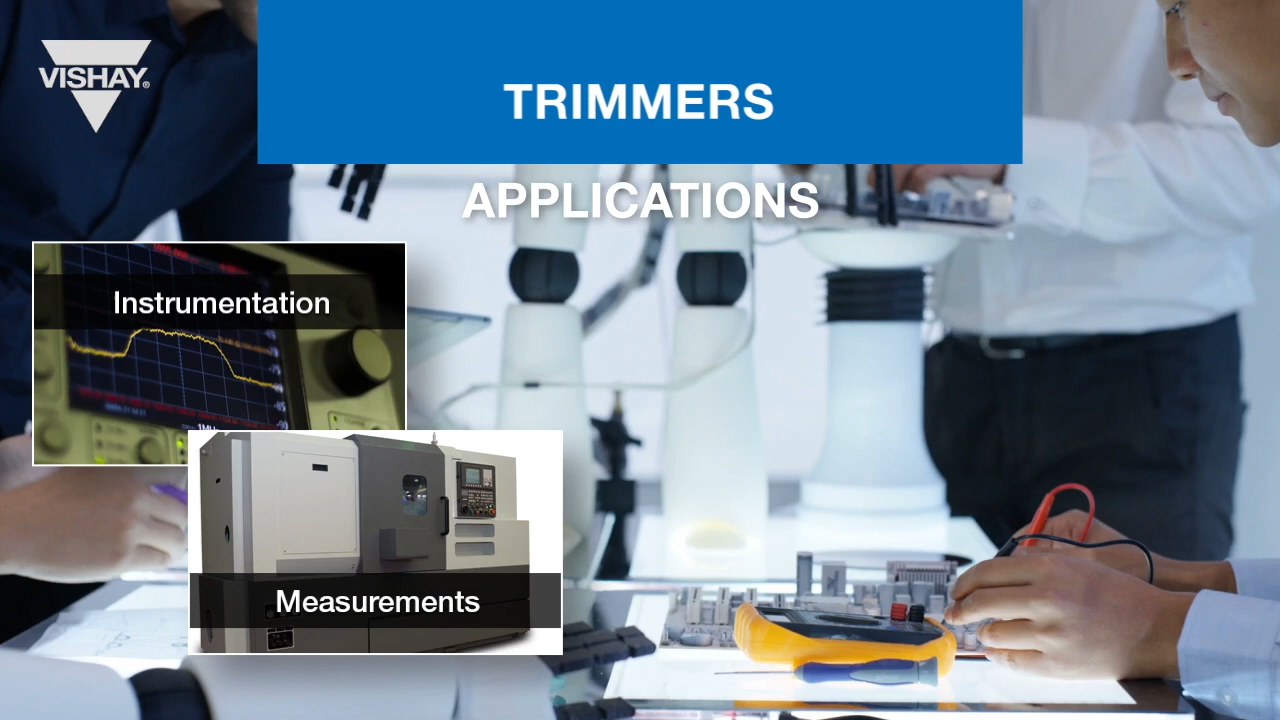 VISHAY®
TRIMMERS
APPLICATIONS
Instrumentation
Measurements